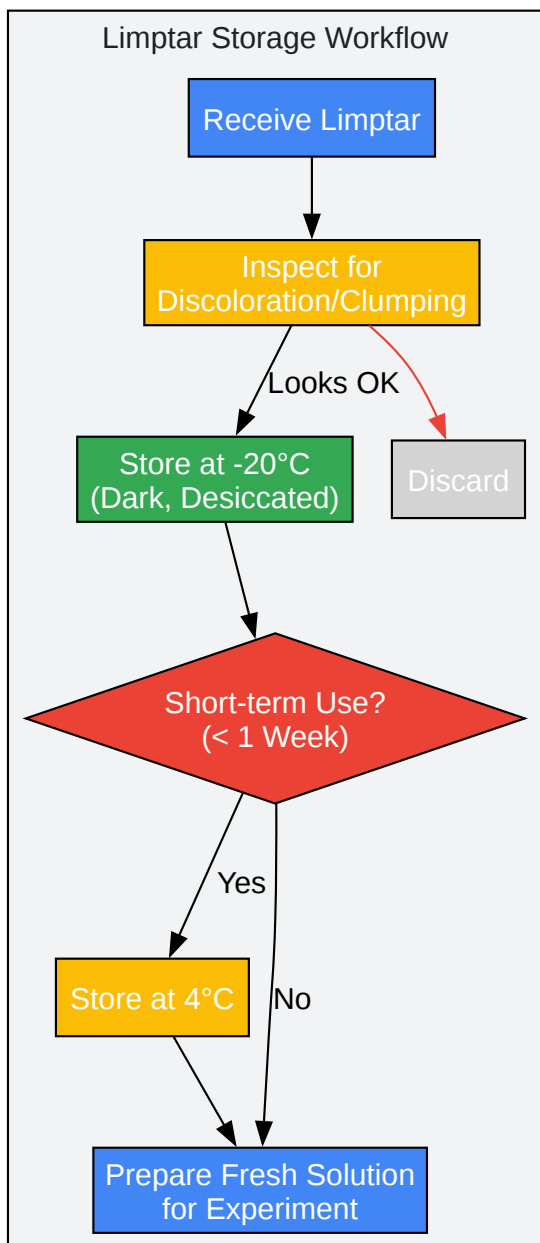 Limptar Storage Workflow
Receive Limptar
Inspect for
Discoloration/Clumping
Looks OK
Store at -20°C
(Dark, Desiccated)
Discard
Short-term Use?
(< 1 Week)
Yes
Store at 4°C
No
Prepare Fresh Solution
for Experiment